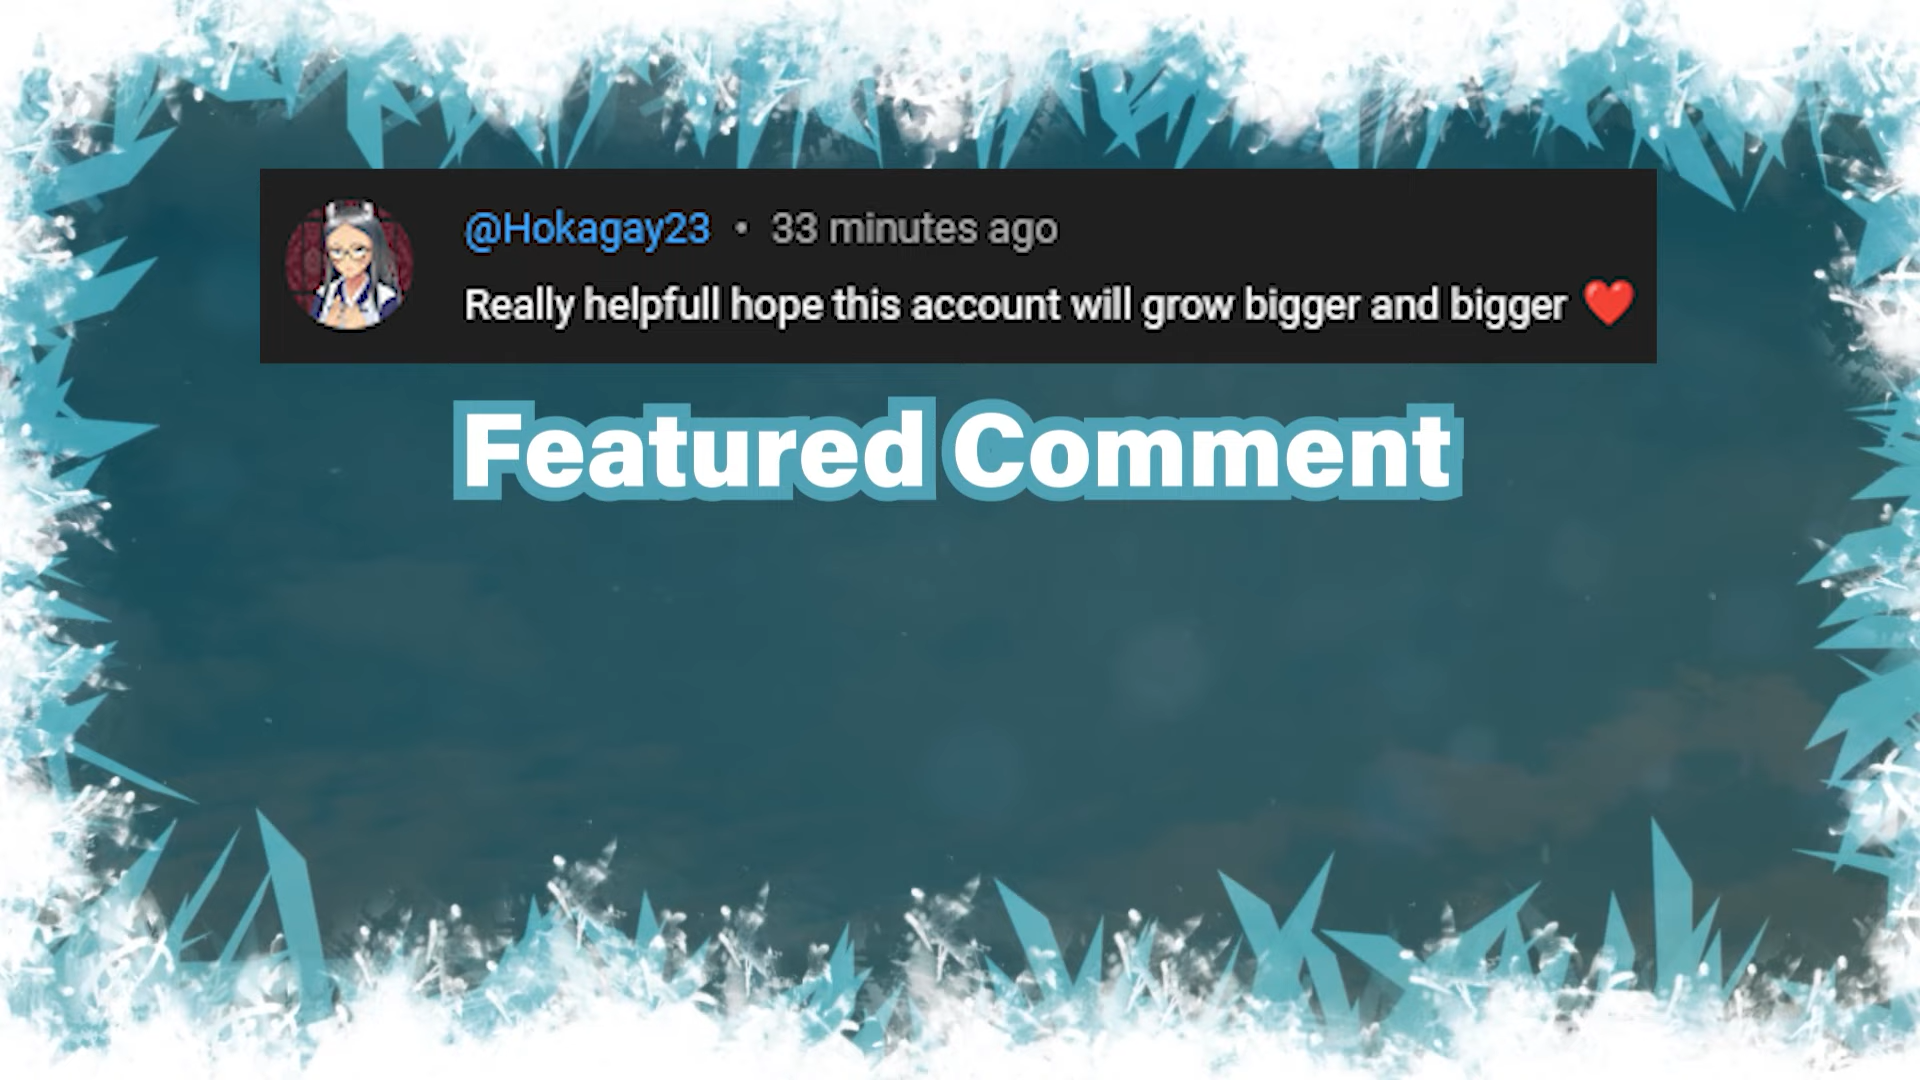 @Hokagay23 • 33 minutes ago
Really helpfull hope this account will grow bigger and bigger ❤️
Featured Comment